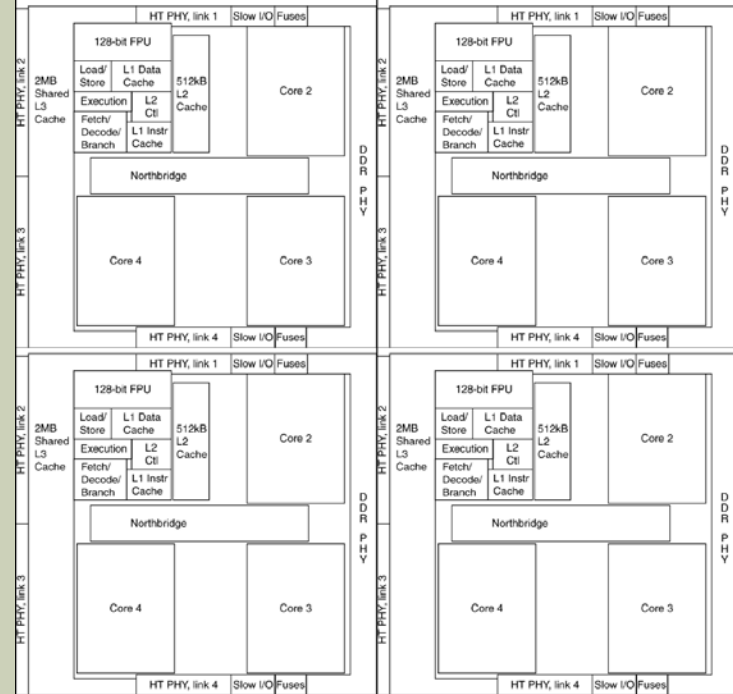 HT PHY, link 1 Slow I/O Fuses
HT PHY, link 2
2MB
Shared
L3
Cache
128-bit FPU
Load/
Store
L1 Data
Cache
Execution
L2
Ctl
Fetch/
Decode/
Branch
L1 Instr
Cache
512kB
L2
Cache
Core 2
Northbridge
DDR PHY
HT PHY, link 3
Core 4
Core 3
HT PHY, link 4 Slow I/O Fuses
HT PHY, link 1 Slow I/O Fuses
HT PHY, link 2
2MB
Shared
L3
Cache
128-bit FPU
Load/
Store
L1 Data
Cache
Execution
L2
Ctl
Fetch/
Decode/
Branch
L1 Instr
Cache
512kB
L2
Cache
Core 2
Northbridge
DDR PHY
HT PHY, link 3
Core 4
Core 3
HT PHY, link 4 Slow I/O Fuses
HT PHY, link 1 Slow I/O Fuses
HT PHY, link 2
2MB
Shared
L3
Cache
128-bit FPU
Load/
Store
L1 Data
Cache
Execution
L2
Ctl
Fetch/
Decode/
Branch
L1 Instr
Cache
512kB
L2
Cache
Core 2
Northbridge
DDR PHY
HT PHY, link 3
Core 4
Core 3
HT PHY, link 4 Slow I/O Fuses
HT PHY, link 1 Slow I/O Fuses
HT PHY, link 2
2MB
Shared
L3
Cache
128-bit FPU
Load/
Store
L1 Data
Cache
Execution
L2
Ctl
Fetch/
Decode/
Branch
L1 Instr
Cache
512kB
L2
Cache
Core 2
Northbridge
DDR PHY
HT PHY, link 3
Core 4
Core 3
HT PHY, link 4 Slow I/O Fuses